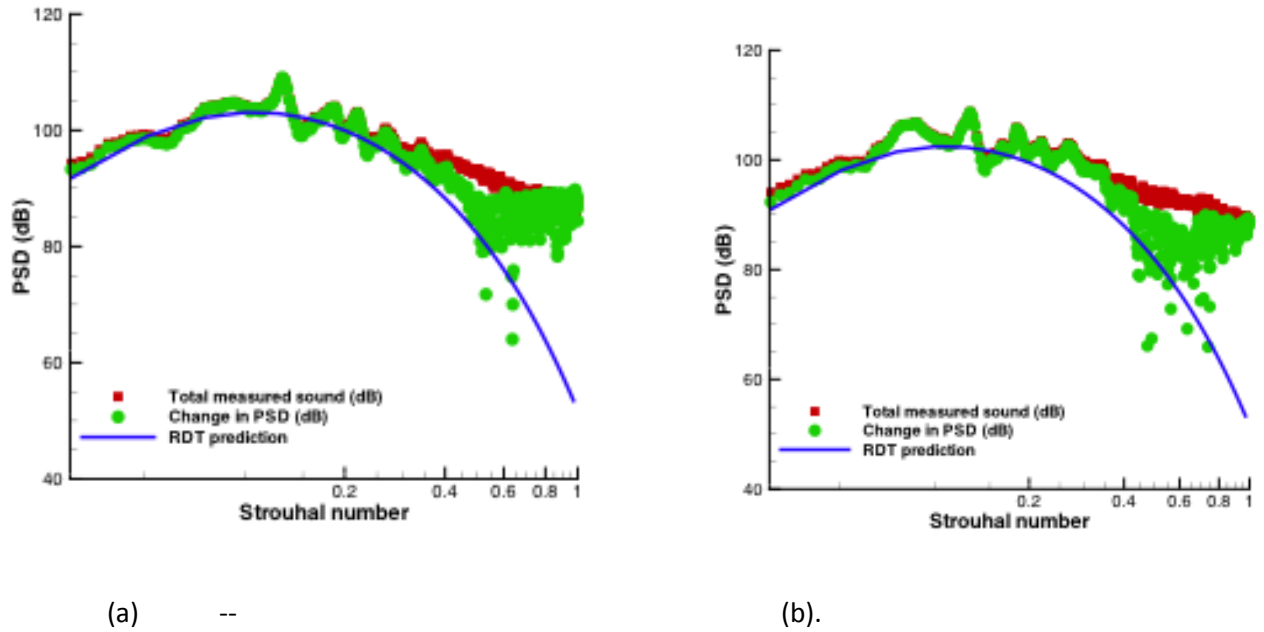 120
100
80
60
40
PSD (dB)
Total measured sound (dB)
Change in PSD (dB)
RDT prediction
0.2 0.4 0.6 0.8 1
Strouhal number
(a) --
120
100
80
60
40
PSD (dB)
Total measured sound (dB)
Change in PSD (dB)
RDT prediction
0.2 0.4 0.6 0.8 1
Strouhal number
(b).